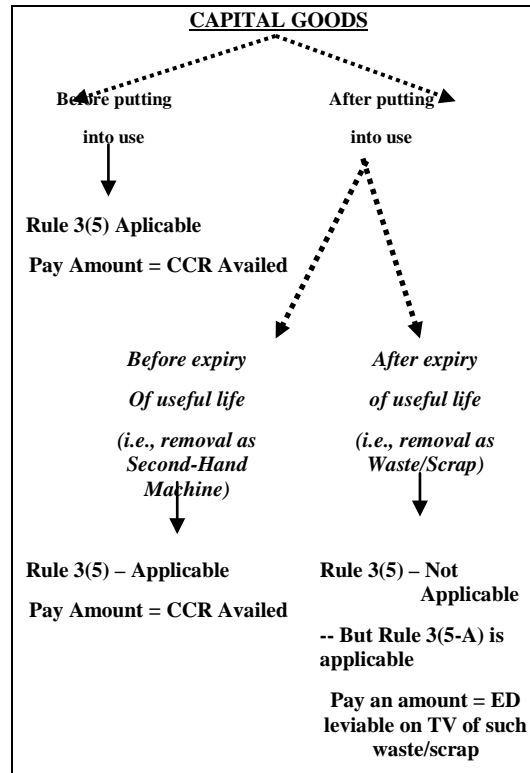 CAPITAL GOODS
Before putting
into use
After putting
into use
Rule 3(5) Aplicable
Pay Amount = CCR Availed
Before expiry
Of useful life
(i.e., removal as
Second-Hand
Machine)
After expiry
of useful life
(i.e., removal as
Waste/Scrap)
Rule 3(5) – Applicable
Pay Amount = CCR Availed
Rule 3(5) – Not
Applicable
-- But Rule 3(5-A) is
applicable
Pay an amount = ED
leviable on TV of such
waste/scrap